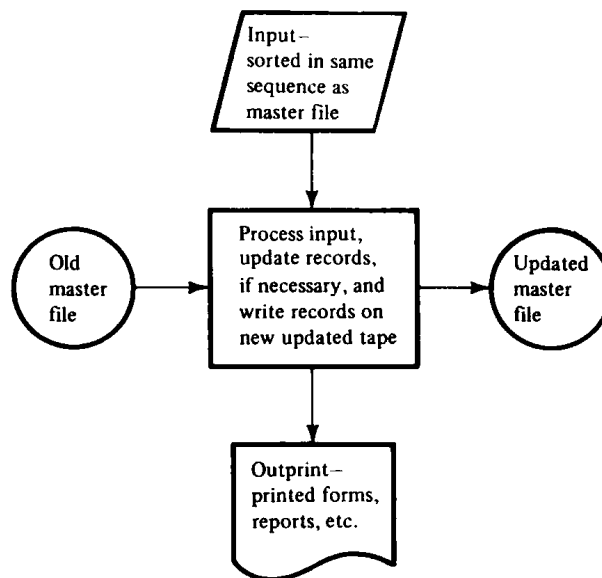 Input–
sorted in same
sequence as
master file
Old
master
file
Process input,
update records,
if necessary, and
write records on
new updated tape
Updated
master
file
Outprint–
printed forms,
reports, etc.